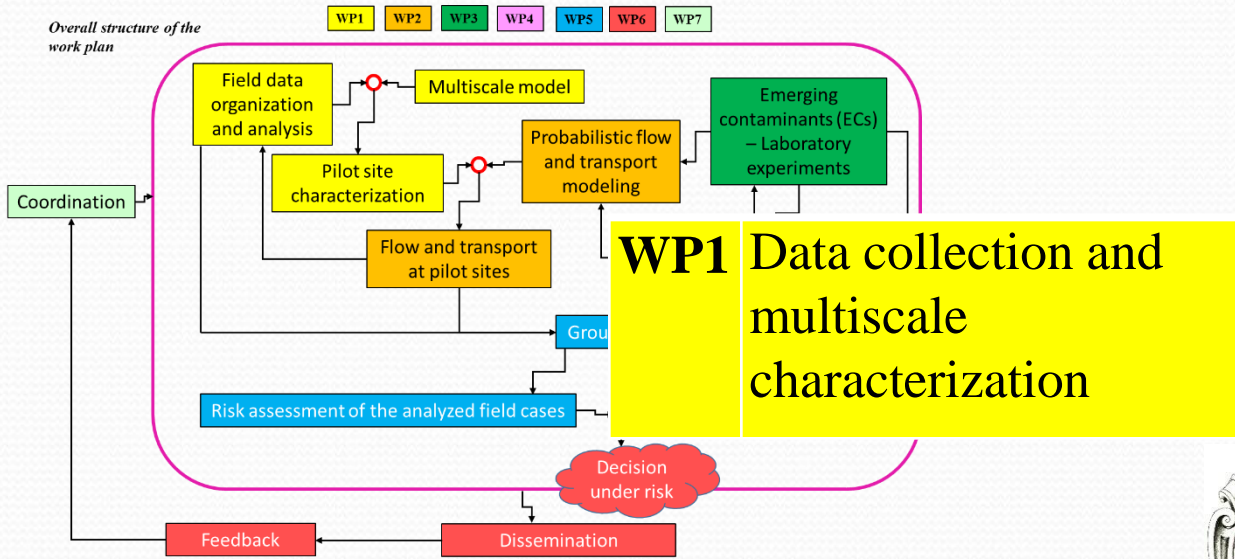 Overall structure of the
work plan
WP1 WP2 WP3 WP4 WP5 WP6 WP7
Field data
organization
and analysis
Multiscale model
Emerging
contaminants (ECs)
– Laboratory
experiments
Probabilistic flow
and transport
modeling
Pilot site
characterization
Coordination
Flow and transport
at pilot sites
WP1 Data collection and
multiscale
characterization
Risk assessment of the analyzed field cases
Decision
under risk
Feedback
Dissemination